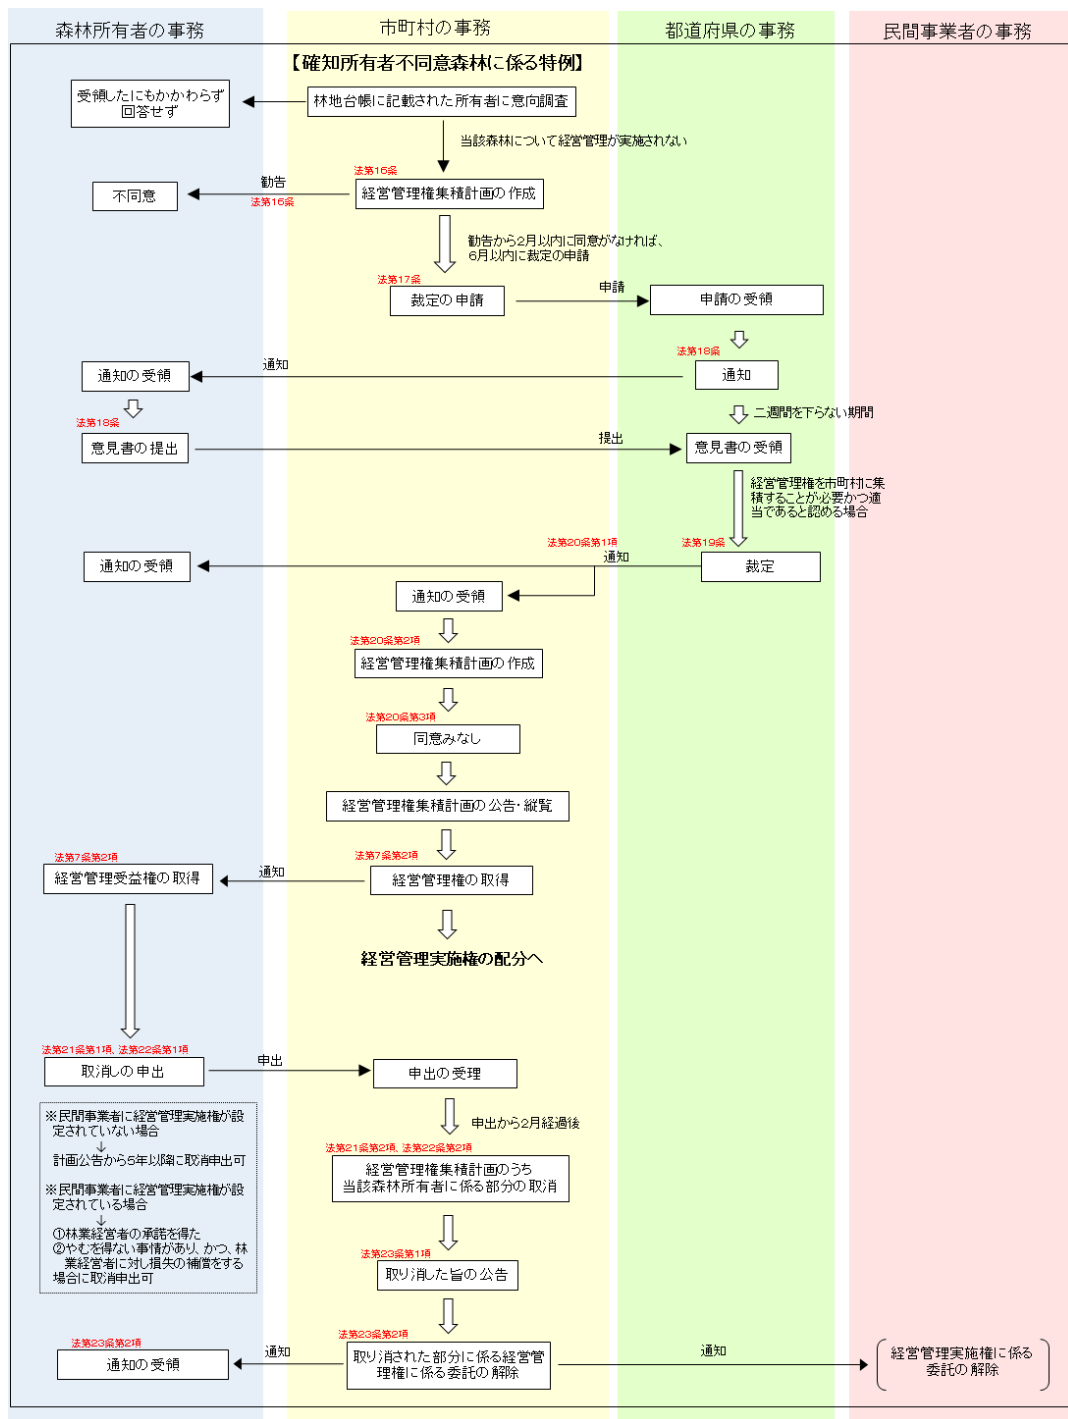 森林所有者の事務
市町村の事務
都道府県の事務
民間事業者の事務
【確知所有者不同意森林に係る特例】
受領したにもかかわらず
回答せず
林地台帳に記載された所有者に意向調査
当該森林について経営管理が実施されない
法第16条
経営管理権集積計画の作成
勧告
法第16条
不同意
勧告から2月以内に同意がなければ、
6月以内に裁定の申請
法第17条
裁定の申請
申請
申請の受領
法第18条
通知
通知
通知の受領
二週間を下らない期間
法第18条
意見書の提出
提出
意見書の受領
経営管理権を市町村に集
積することが必要かつ適
当であると認める場合
法第19条
裁定
法第20条第1項
通知
通知の受領
通知の受領
法第20条第2項
経営管理権集積計画の作成
法第20条第3項
同意みなし
経営管理権集積計画の公告・縦覧
法第7条第2項
経営管理権の取得
通知
法第7条第2項
経営管理受益権の取得
経営管理実施権の配分へ
法第21条第1項、法第22条第1項
取消しの申出
申出
申出の受理
申出から2月経過後
※民間事業者に経営管理実施権が設
定されていない場合
↓
計画公告から5年以降に取消申出可
※民間事業者に経営管理実施権が設
定されている場合
↓
①林業経営者の承諾を得た
②やむを得ない事情があり、かつ、林
業経営者に対し損失の補償をする
場合に取消申出可
法第21条第2項、法第22条第2項
経営管理権集積計画のうち
当該森林所有者に係る部分の取消
法第23条第1項
取り消した旨の公告
法第23条第2項
取り消された部分に係る経営管
理権に係る委託の解除
通知
法第23条第2項
通知の受領
通知
経営管理実施権に係る
委託の解除